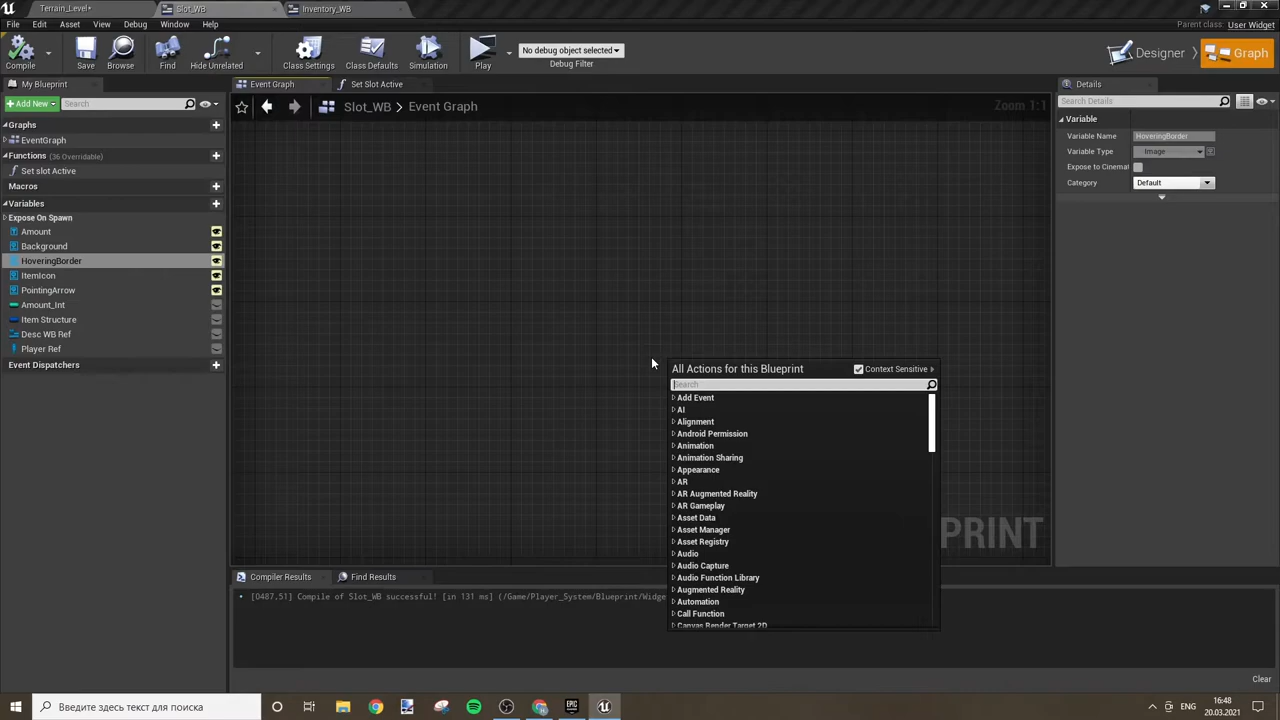 Terrain_Level•
Slot_WB
Inventory_WB
File Edit Asset View Debug Window Help
Parent class: User Widget
Compile Save Browse Find Hide Unrelated Class Settings Class Defaults Simulation Play
No debug object selected
Debug Filter
Designer Graph
My Blueprint
Add New
Search
Graphs
EventGraph
Functions (36 Overridable)
Set slot Active
Macros
Variables
Expose On Spawn
Amount
Background
HoveringBorder
ItemIcon
PointingArrow
Amount_Int
Item Structure
Desc WB Ref
Player Ref
Event Dispatchers
Event Graph
Set Slot Active
Slot_WB > Event Graph
Zoom 1:1
All Actions for this Blueprint
Context Sensitive
Search
Add Event
AI
Alignment
Android Permission
Animation
Animation Sharing
Appearance
AR
AR Augmented Reality
AR Gameplay
Asset Data
Asset Manager
Asset Registry
Audio
Audio Capture
Audio Function Library
Augmented Reality
Automation
Call Function
Canvas Render Target 2D
PRINT
Compiler Results
Find Results
[0487,51] Compile of Slot_WB successful! [in 131 ms] (/Game/Player_System/Blueprint/Widge
Clear
Details
Search Details
Variable
Variable Name HoveringBorder
Variable Type Image
Expose to Cinemat
Category Default
Введите здесь текст для поиска
EPIC
16:48
20.03.2021